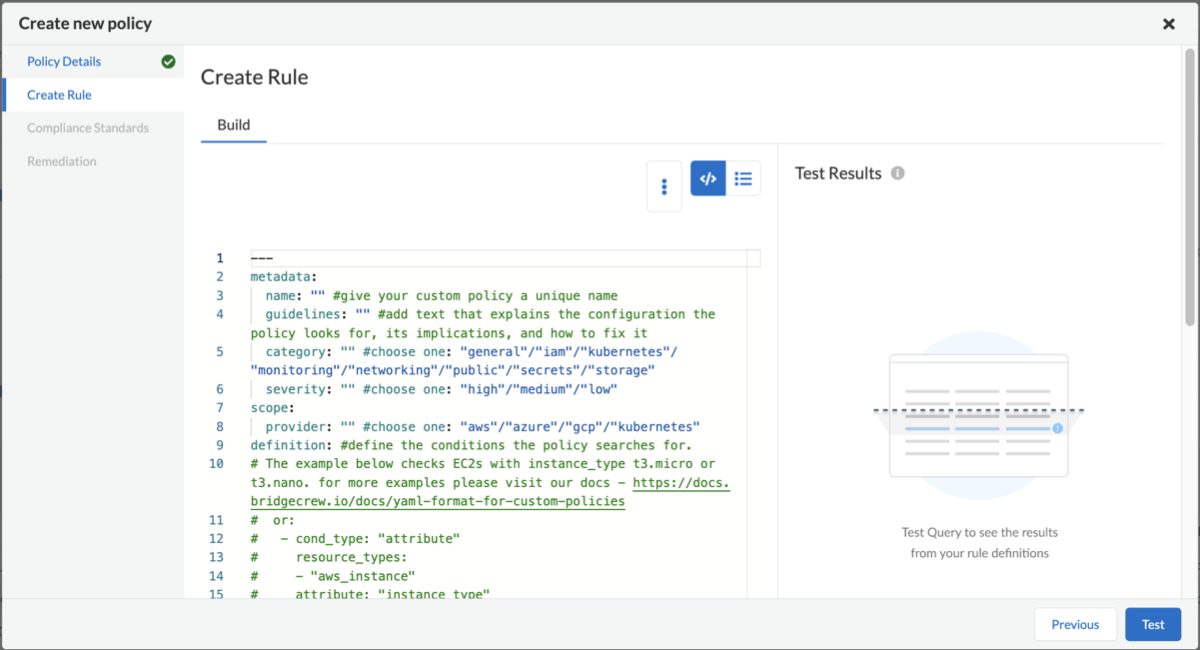 Create new policy
Policy Details
Create Rule
Compliance Standards
Remediation
Create Rule
Build
</>
1 ---
2 metadata:
3 name: "" #give your custom policy a unique name
4 guidelines: "" #add text that explains the configuration the
policy looks for, its implications, and how to fix it
5 category: "" #choose one: "general"/"iam"/"kubernetes"/
"monitoring"/"networking"/"public"/"secrets"/"storage"
6 severity: "" #choose one: "high"/"medium"/"low"
7 scope:
8 provider: "" #choose one: "aws"/"azure"/"gcp"/"kubernetes"
9 definition: #define the conditions the policy searches for.
10 # The example below checks EC2s with instance_type t3.micro or
t3.nano. for more examples please visit our docs - https://docs.
bridgecrew.io/docs/yaml-format-for-custom-policies
11 # or:
12 # - cond_type: "attribute"
13 # resource_types:
14 # - "aws_instance"
15 # attribute: "instance_type"
Test Results
Test Query to see the results
from your rule definitions
Previous
Test